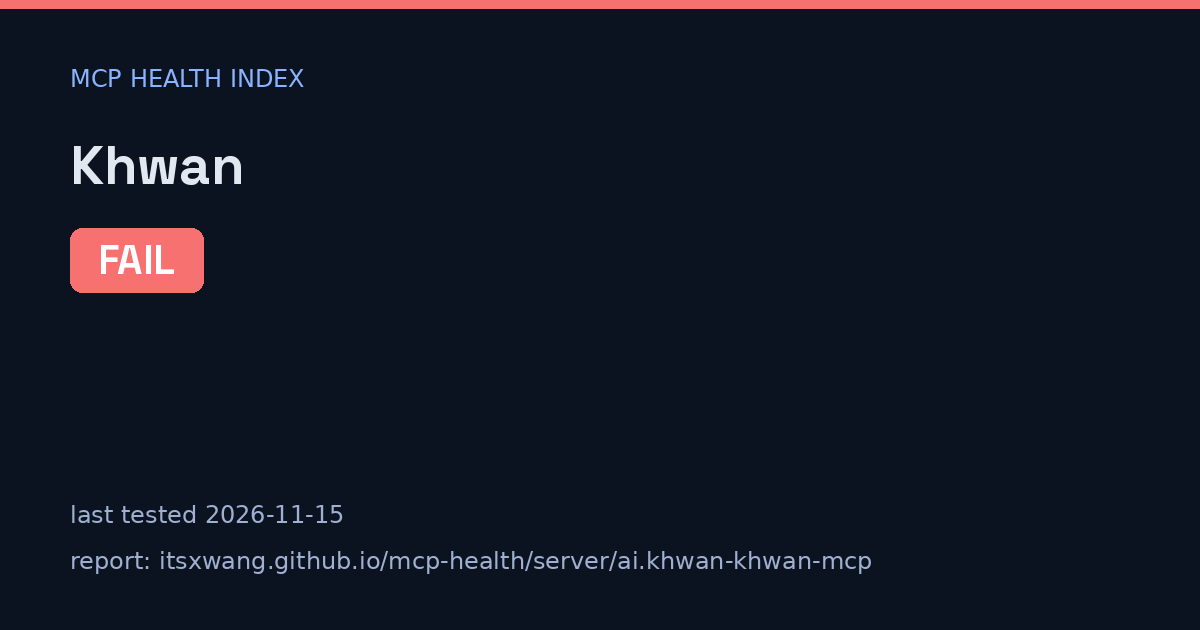 MCP HEALTH INDEX
Khwan
FAIL
last tested 2026-11-15
report: itsxwang.github.io/mcp-health/server/ai.khwan-khwan-mcp